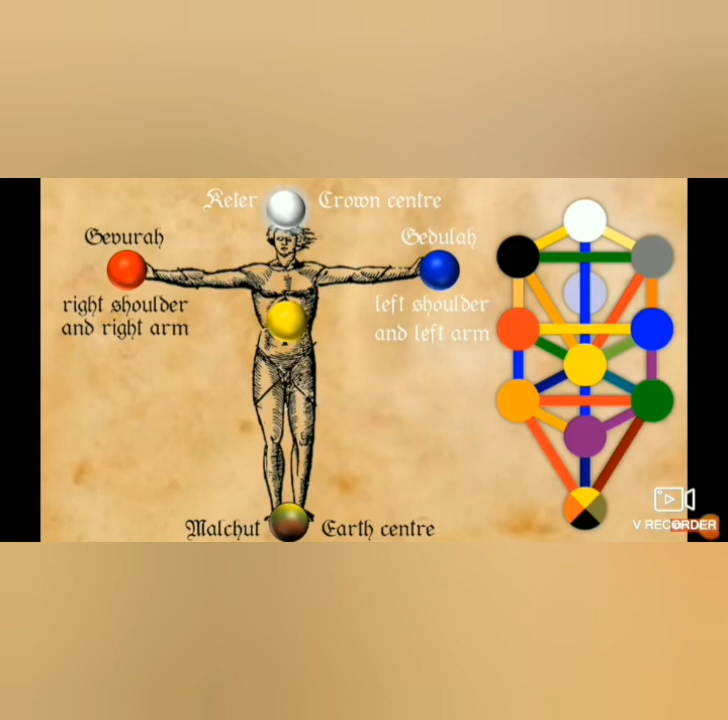 Keter Crown centre
Gevurah
Gedulah
right shoulder
and right arm
left shoulder
and left arm
Malchut Earth centre
V RECORDER